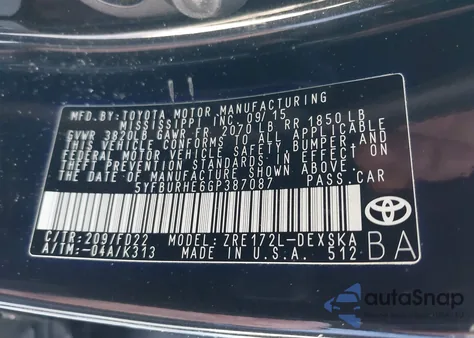 MFD.BY:TOYOTA MOTOR MANUFACTURING
MISSISSIPPI, INC. 09/15
GVWR 3820LB GAWR FR 2070 LB RR 1850 LB
THIS VEHICLE CONFORMS TO ALL APPLICABLE
FEDERAL MOTOR VEHICLE SAFETY, BUMPER, AND
THEFT PREVENTION STANDARDS IN EFFECT ON
THE DATE OF MANUFACTURE SHOWN ABOVE.
5YFBURHE6GP387087 PASS.CAR
C/TR:209/FD22 MODEL:ZRE172L-DEXSKA
A/TM:-04A/K313 MADE IN U.S.A. 512
BA
autoSnap